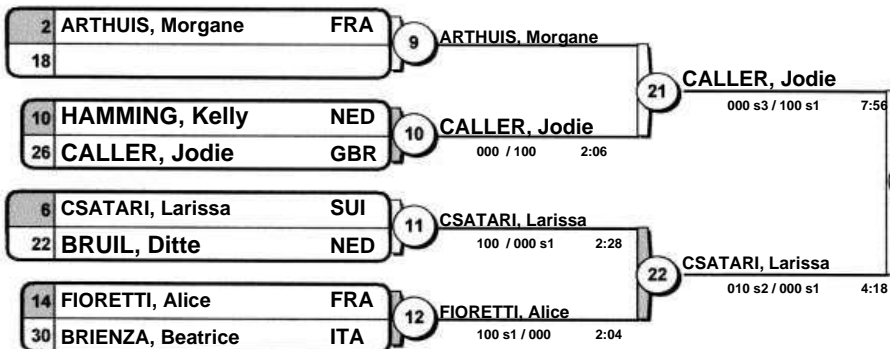 2 ARTHUIS, Morgane FRA
18
9
ARTHUIS, Morgane
10 HAMMING, Kelly NED
26 CALLER, Jodie GBR
10
CALLER, Jodie
000 / 100 2:06
21
CALLER, Jodie
000 s3 / 100 s1 7:56
6 CSATARI, Larissa SUI
22 BRUIL, Ditte NED
11
CSATARI, Larissa
100 / 000 s1 2:28
14 FIORETTI, Alice FRA
30 BRIENZA, Beatrice ITA
12
FIORETTI, Alice
100 s1 / 000 2:04
22
CSATARI, Larissa
010 s2 / 000 s1 4:18